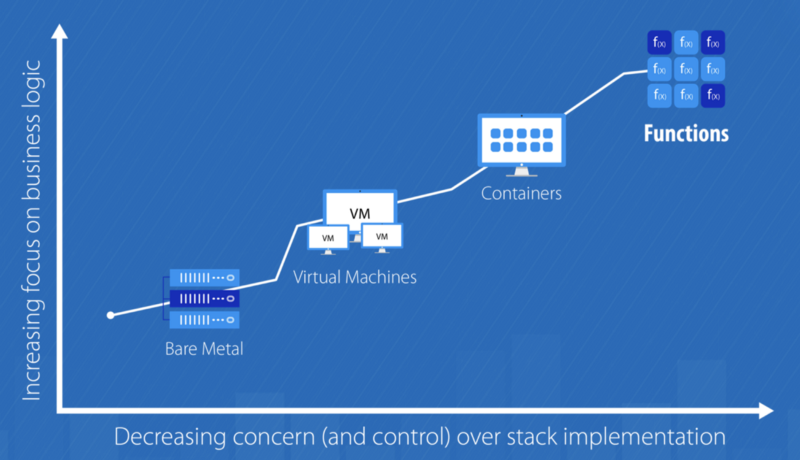 Increasing focus on business logic
f(x) f(x) f(x)
f(x) f(x) f(x)
f(x) f(x) f(x)
Functions
Containers
VM
VM VM
Virtual Machines
Bare Metal
Decreasing concern (and control) over stack implementation